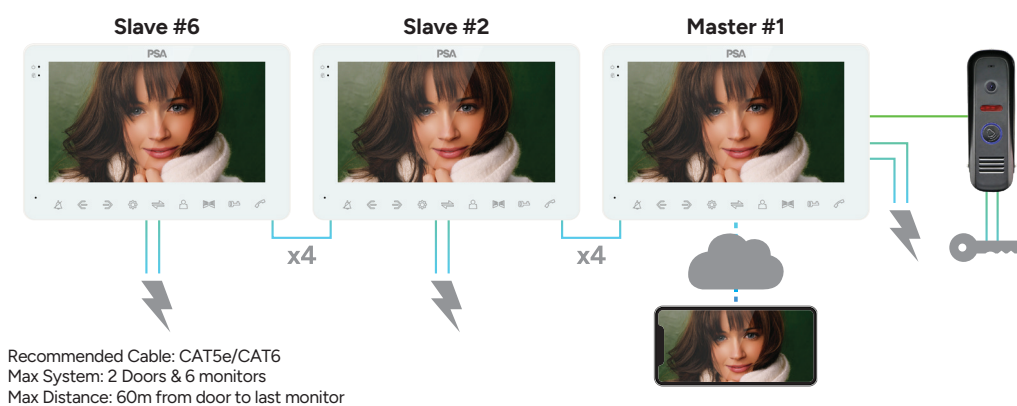 Slave #6
Slave #2
Master #1
PSA
PSA
PSA
x4
x4
Recommended Cable: CAT5e/CAT6
Max System: 2 Doors & 6 monitors
Max Distance: 60m from door to last monitor